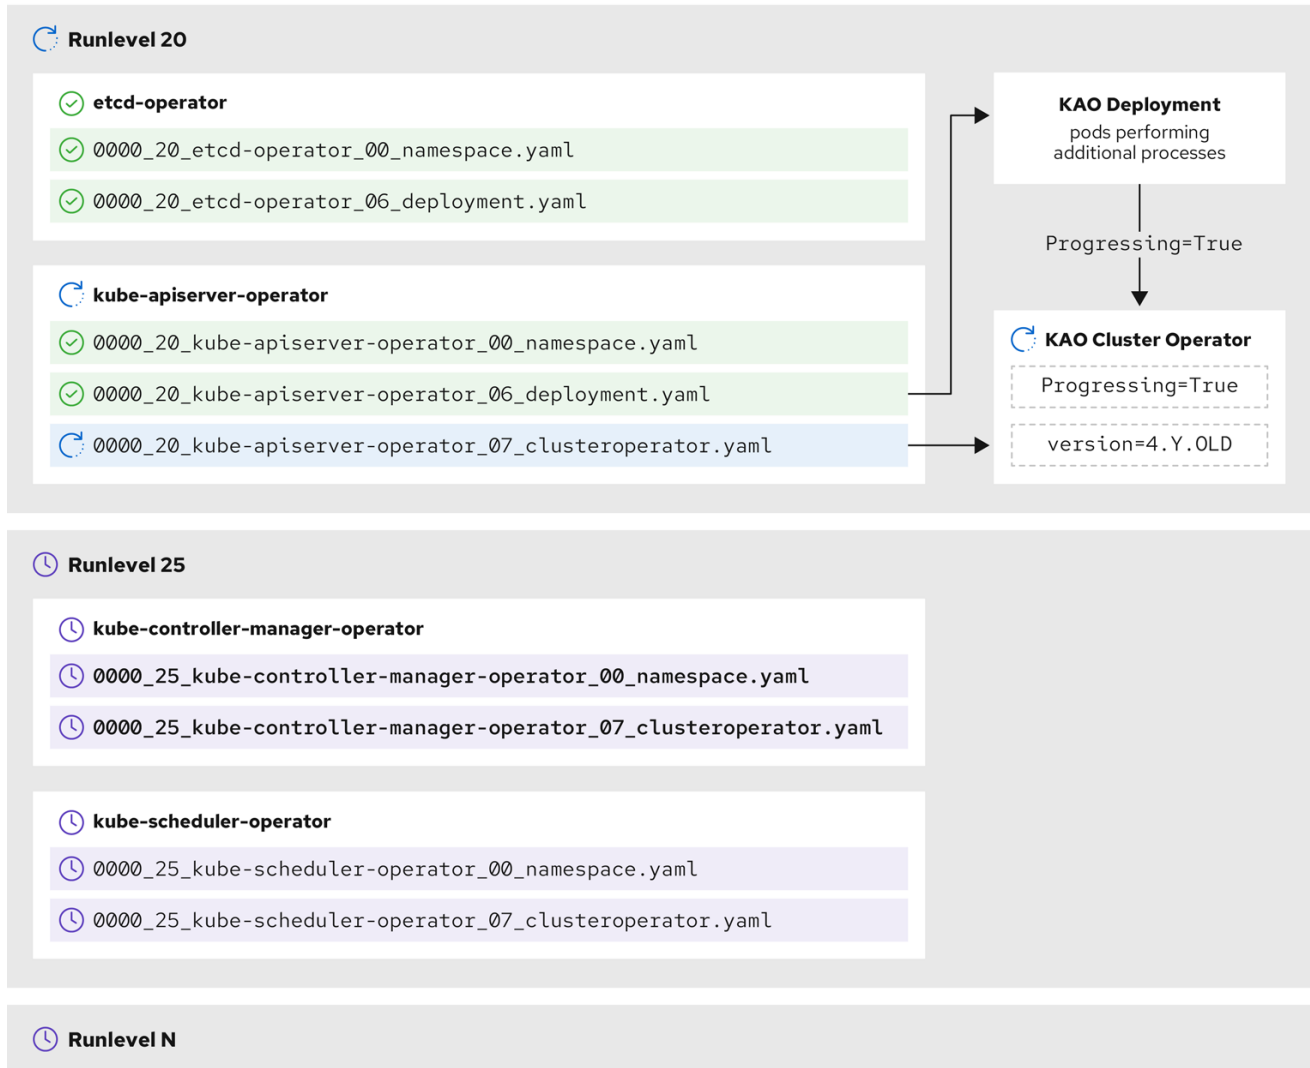 Runlevel 20
etcd-operator
0000_20_etcd-operator_00_namespace.yaml
0000_20_etcd-operator_06_deployment.yaml
kube-apiserver-operator
0000_20_kube-apiserver-operator_00_namespace.yaml
0000_20_kube-apiserver-operator_06_deployment.yaml
0000_20_kube-apiserver-operator_07_clusteroperator.yaml
KAO Deployment
pods performing
additional processes
Progressing=True
KAO Cluster Operator
Progressing=True
version=4.Y.OLD
Runlevel 25
kube-controller-manager-operator
0000_25_kube-controller-manager-operator_00_namespace.yaml
0000_25_kube-controller-manager-operator_07_clusteroperator.yaml
kube-scheduler-operator
0000_25_kube-scheduler-operator_00_namespace.yaml
0000_25_kube-scheduler-operator_07_clusteroperator.yaml
Runlevel N